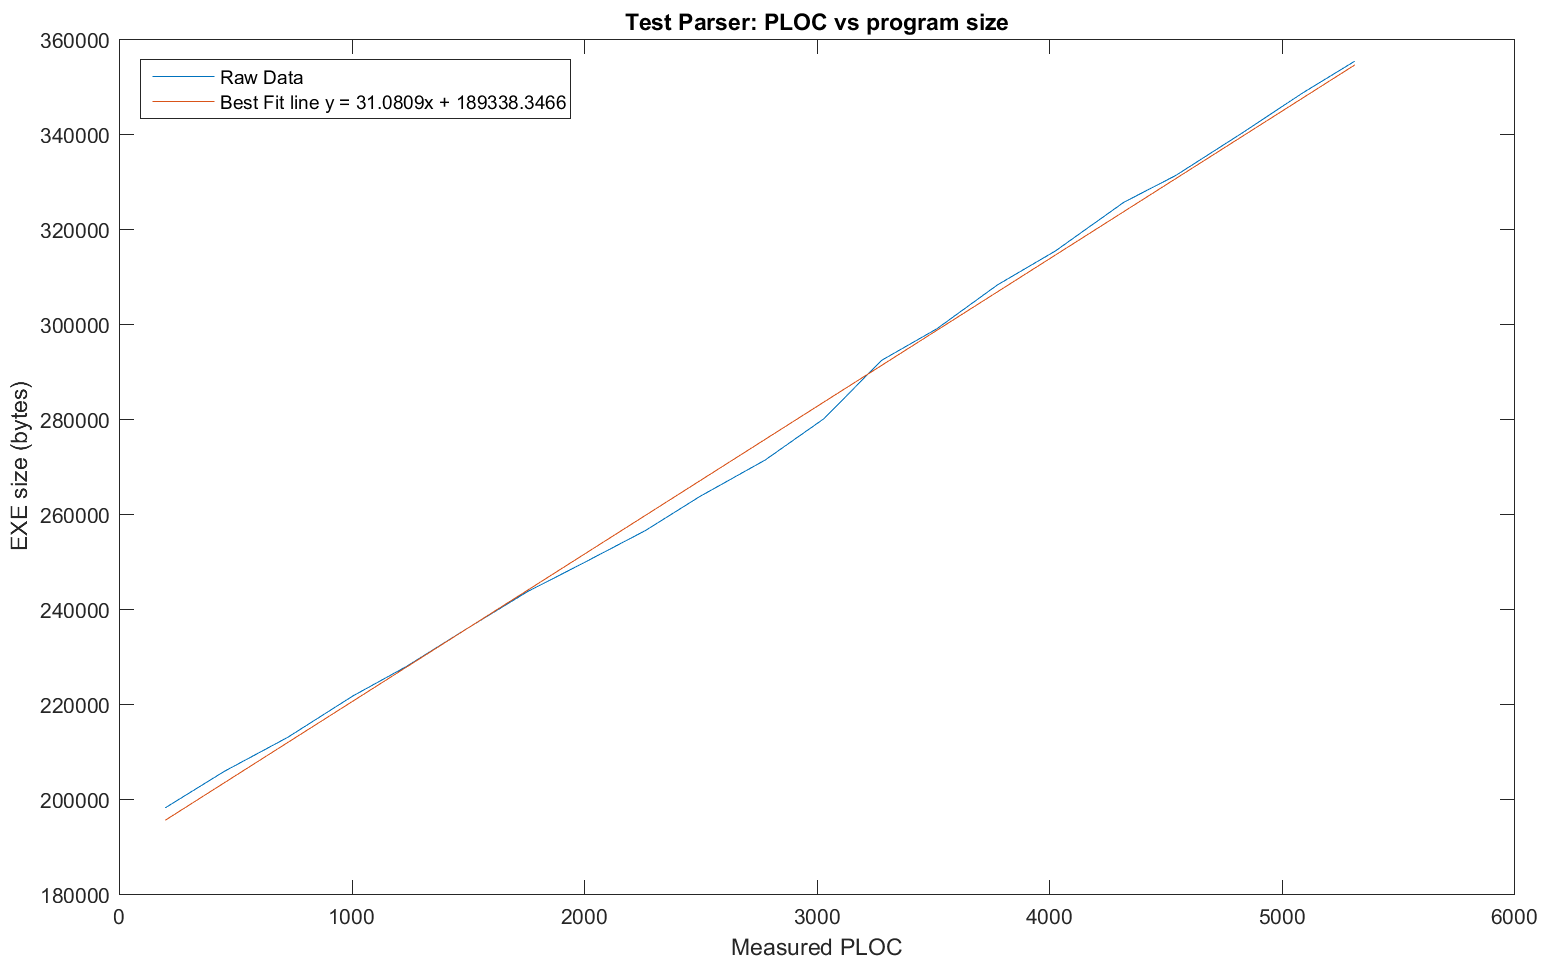 Test Parser: PLOC vs program size
Raw Data
Best Fit line y = 31.0809x + 189338.3466
EXE size (bytes)
360000
340000
320000
300000
280000
260000
240000
220000
200000
180000
0 1000 2000 3000 4000 5000 6000
Measured PLOC